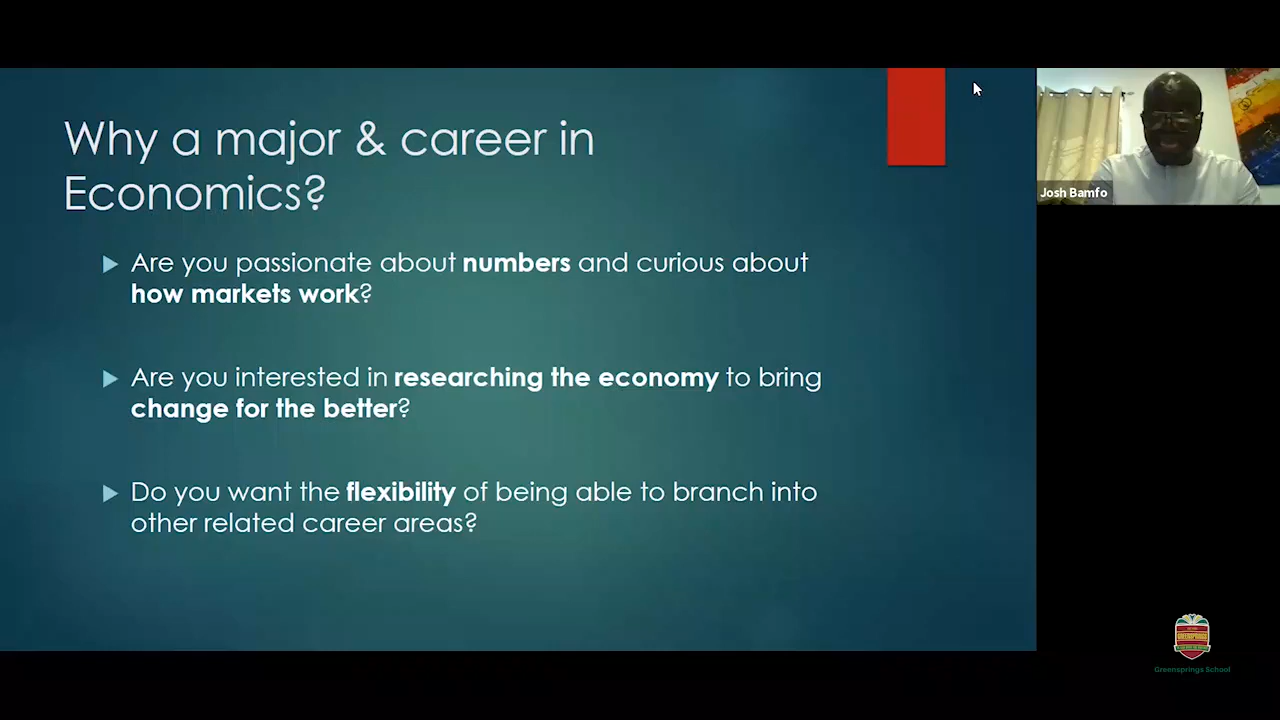 Why a major & career in
Economics?
Are you passionate about numbers and curious about
how markets work?
Are you interested in researching the economy to bring
change for the better?
Do you want the flexibility of being able to branch into
other related career areas?
Josh Bamfo
GREENSPRINGS
Greensprings School